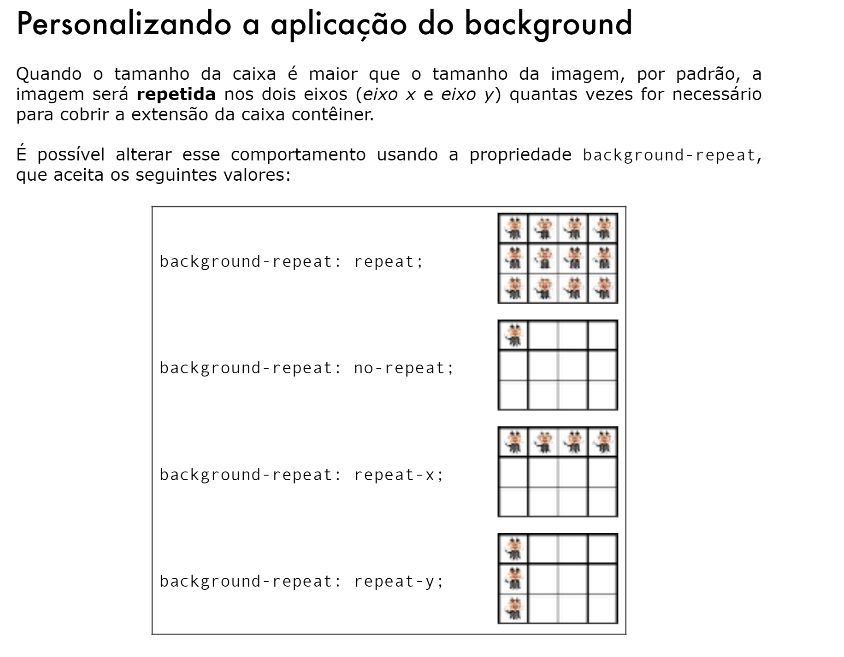 Personalizando a aplicação do background
Quando o tamanho da caixa é maior que o tamanho da imagem, por padrão, a
imagem será repetida nos dois eixos (eixo x e eixo y) quantas vezes for necessário
para cobrir a extensão da caixa contêiner.
É possível alterar esse comportamento usando a propriedade background-repeat,
que aceita os seguintes valores:
background-repeat: repeat;
background-repeat: no-repeat;
background-repeat: repeat-x;
background-repeat: repeat-y;